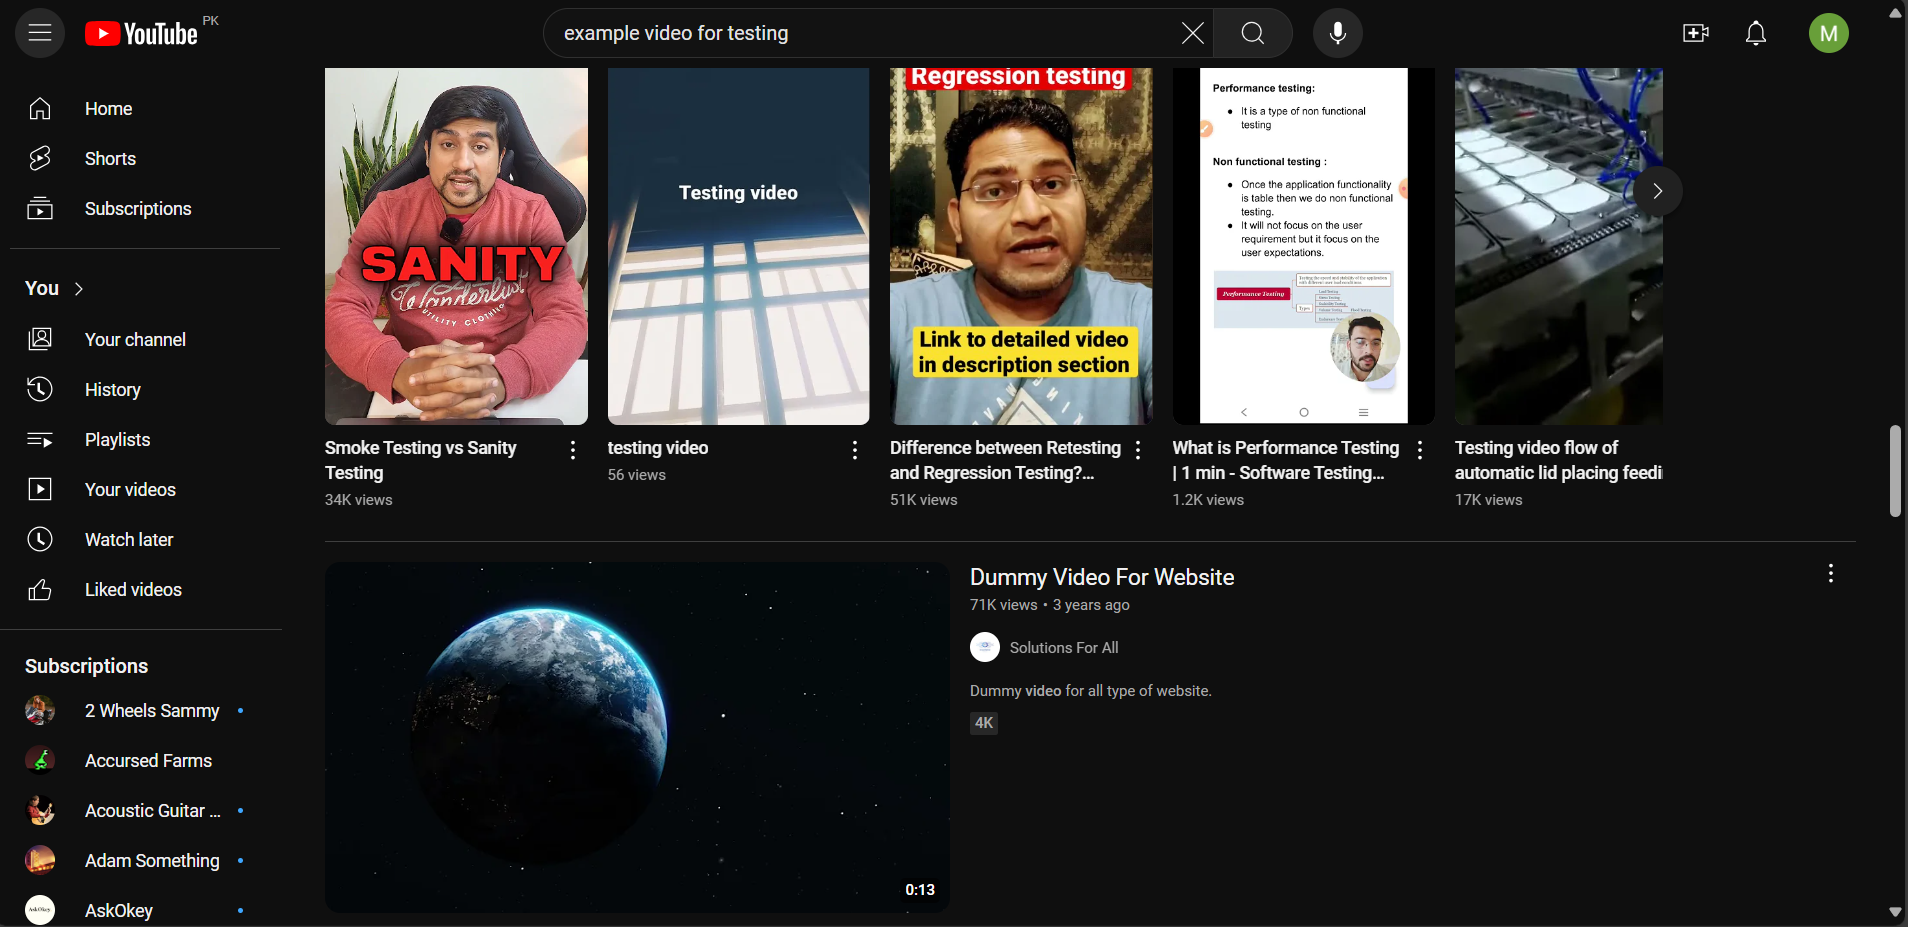 YouTube PK
example video for testing
M
Home
Shorts
Subscriptions
You
Your channel
History
Playlists
Your videos
Watch later
Liked videos
Subscriptions
2 Wheels Sammy
Accursed Farms
Acoustic Guitar ...
Adam Something
AskOkey
SANITY
Wanderlust
UTILITY CLOTHING
Smoke Testing vs Sanity
Testing
34K views
Testing video
testing video
56 views
Regression testing
Link to detailed video
in description section
Difference between Retesting
and Regression Testing?...
51K views
Performance testing:
It is a type of non functional
testing
Non functional testing :
Once the application functionality
is table then we do non functional
testing.
It will not focus on the user
requirement but it focus on the
user expectations.
Performance Testing
What is Performance Testing
| 1 min - Software Testing...
1.2K views
Testing video flow of
automatic lid placing feedi
17K views
0:13
Dummy Video For Website
71K views • 3 years ago
Solutions For All
Dummy video for all type of website.
4K